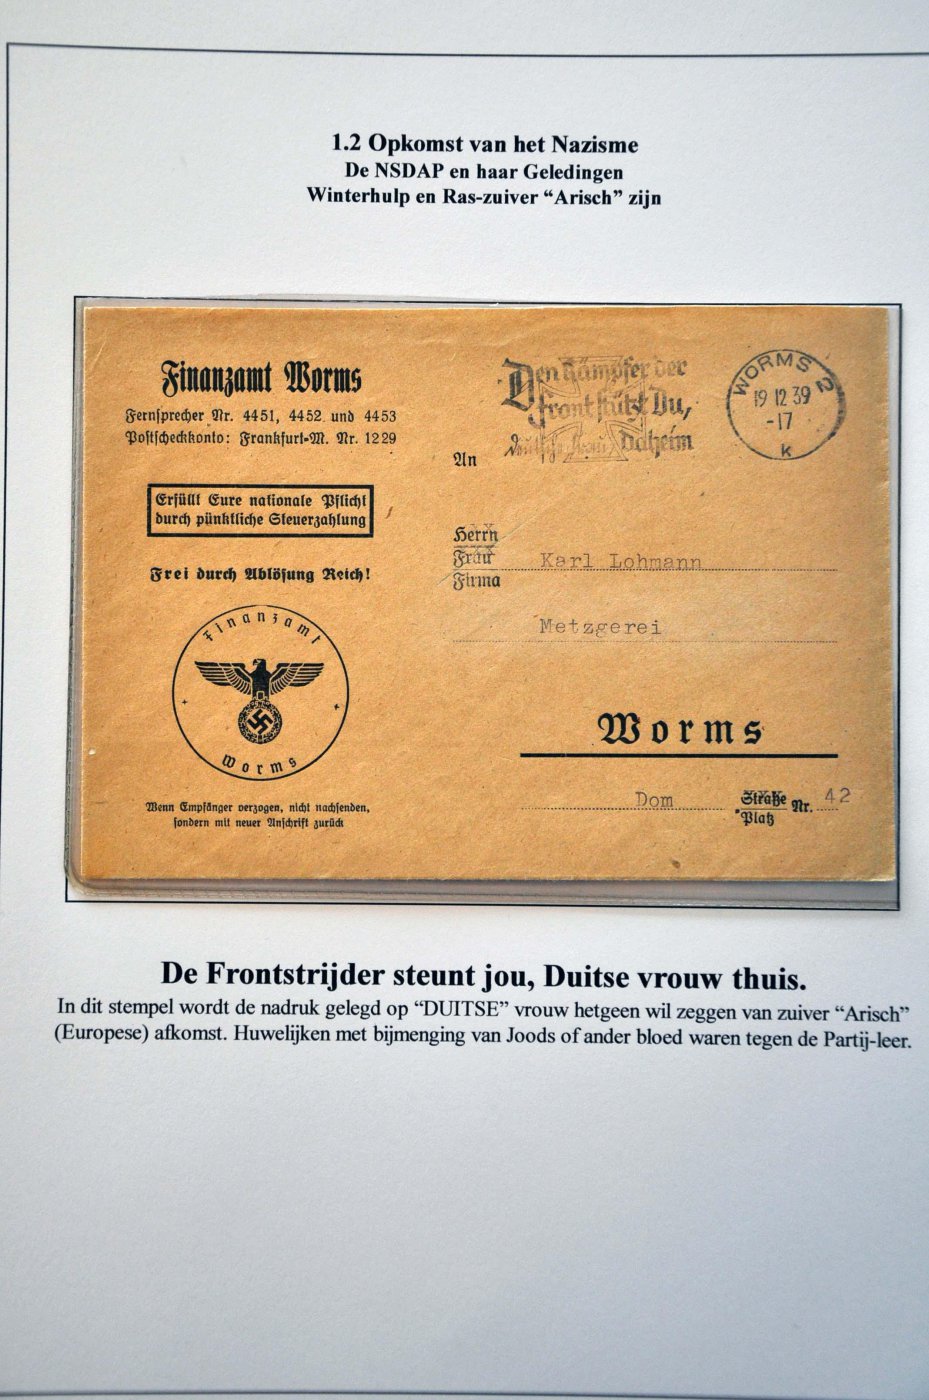 1.2 Opkomst van het Nazisme
De NSDAP en haar Geledingen
Winterhulp en Ras-zuiver “Arisch” zijn
Finanzamt Worms
Fernsprecher Nr. 4451, 4452 und 4453
Postscheckkonto: Frankfurt-M. Nr. 1229
Erfüllt Eure nationale Pflicht
durch pünktliche Steuerzahlung
Frei durch Ablösung Reich!
Finanzamt
Worms
Wenn Empfänger verzogen, nicht nachsenden,
sondern mit neuer Anschrift zurück
Den Kämpfer der
Front stützt Du,
deutsche Frau daheim
WORMS 2
19 12 39
-17
k
An
Herrn
Frau
Firma
Karl Lohmann
Metzgerei
Worms
Dom Straße Nr. 42
Platz
De Frontstrijder steunt jou, Duitse vrouw thuis.
In dit stempel wordt de nadruk gelegd op “DUITSE” vrouw hetgeen wil zeggen van zuiver “Arisch”
(Europese) afkomst. Huwelijken met bijmenging van Joods of ander bloed waren tegen de Partij-leer.